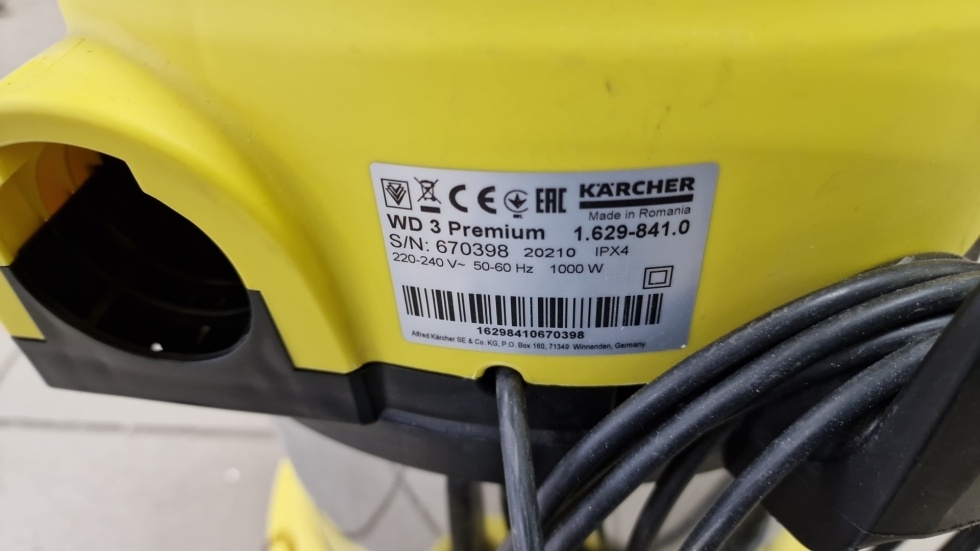 CE EAC KÄRCHER
Made in Romania
WD 3 Premium 1.629-841.0
S/N: 670398 20210 IPX4
220-240 V~ 50-60 Hz 1000 W
16298410670398
Alfred Kärcher SE & Co. KG, P.O. Box 160, 71349 Winnenden, Germany